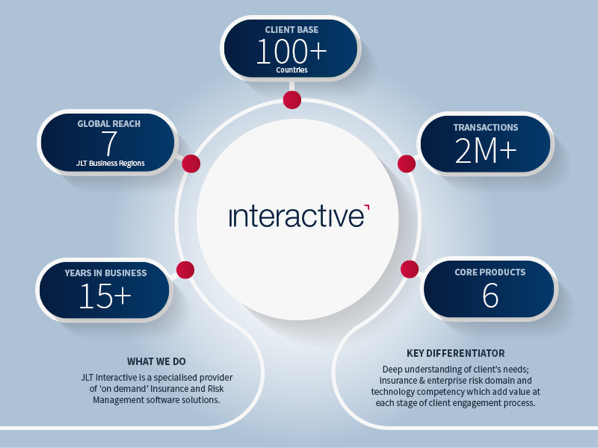 CLIENT BASE
100+
Countries
GLOBAL REACH
7
JLT Business Regions
TRANSACTIONS
2M+
interactive
YEARS IN BUSINESS
15+
CORE PRODUCTS
6
WHAT WE DO
JLT Interactive is a specialised provider
of 'on demand' Insurance and Risk
Management software solutions.
KEY DIFFERENTIATOR
Deep understanding of client's needs;
insurance & enterprise risk domain and
technology competency which add value at
each stage of client engagement process.